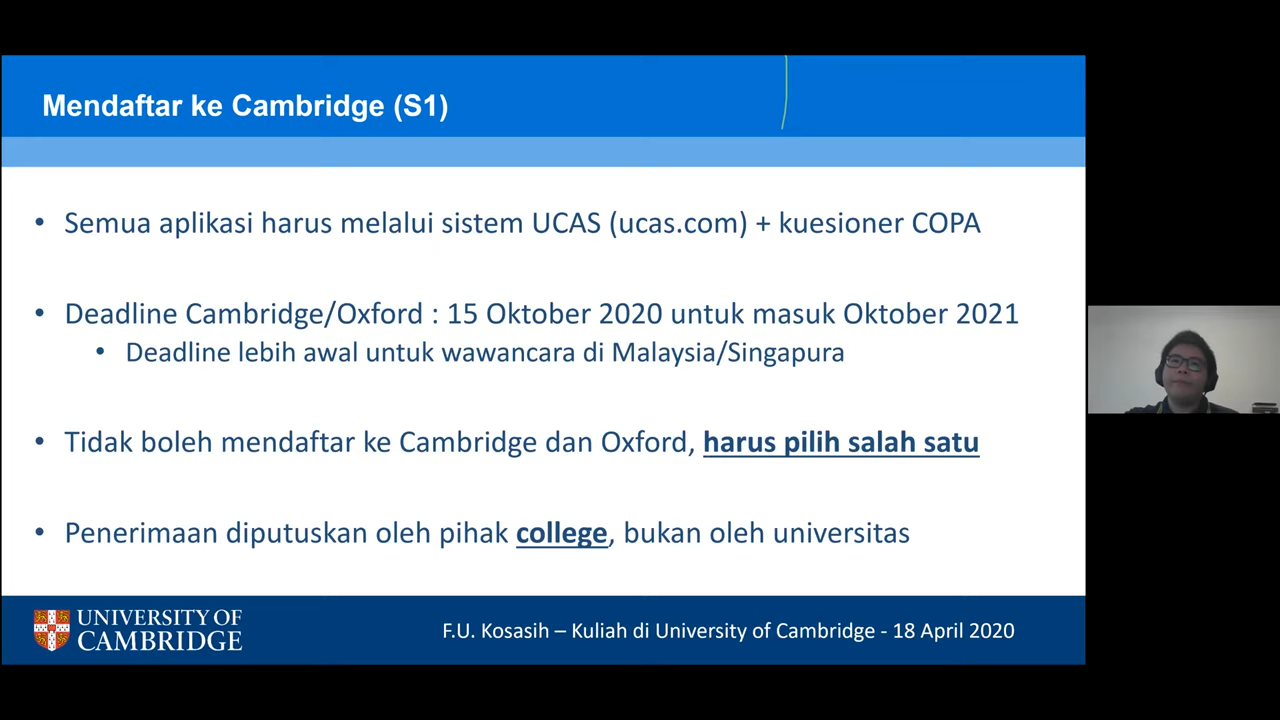 Mendaftar ke Cambridge (S1)
• Semua aplikasi harus melalui sistem UCAS (ucas.com) + kuesioner COPA
• Deadline Cambridge/Oxford : 15 Oktober 2020 untuk masuk Oktober 2021
• Deadline lebih awal untuk wawancara di Malaysia/Singapura
• Tidak boleh mendaftar ke Cambridge dan Oxford, harus pilih salah satu
• Penerimaan diputuskan oleh pihak college, bukan oleh universitas
UNIVERSITY OF
CAMBRIDGE
F.U. Kosasih – Kuliah di University of Cambridge - 18 April 2020